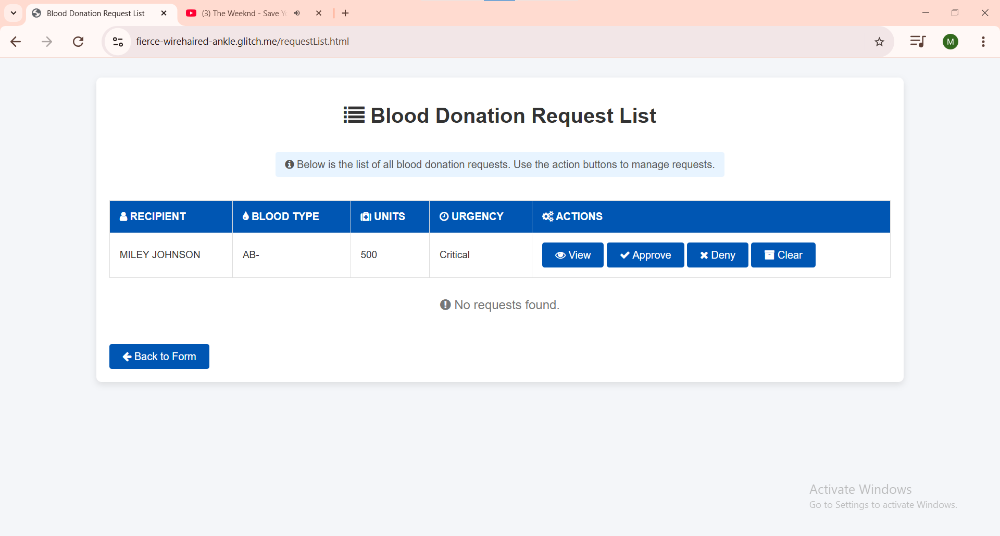 Blood Donation Request List
(3) The Weeknd - Save
fierce-wirehaired-ankle.glitch.me/requestList.html
M
Blood Donation Request List
Below is the list of all blood donation requests. Use the action buttons to manage requests.
RECIPIENT BLOOD TYPE UNITS URGENCY ACTIONS
MILEY JOHNSON AB- 500 Critical View Approve Deny Clear
No requests found.
Back to Form
Activate Windows
Go to Settings to activate Windows.